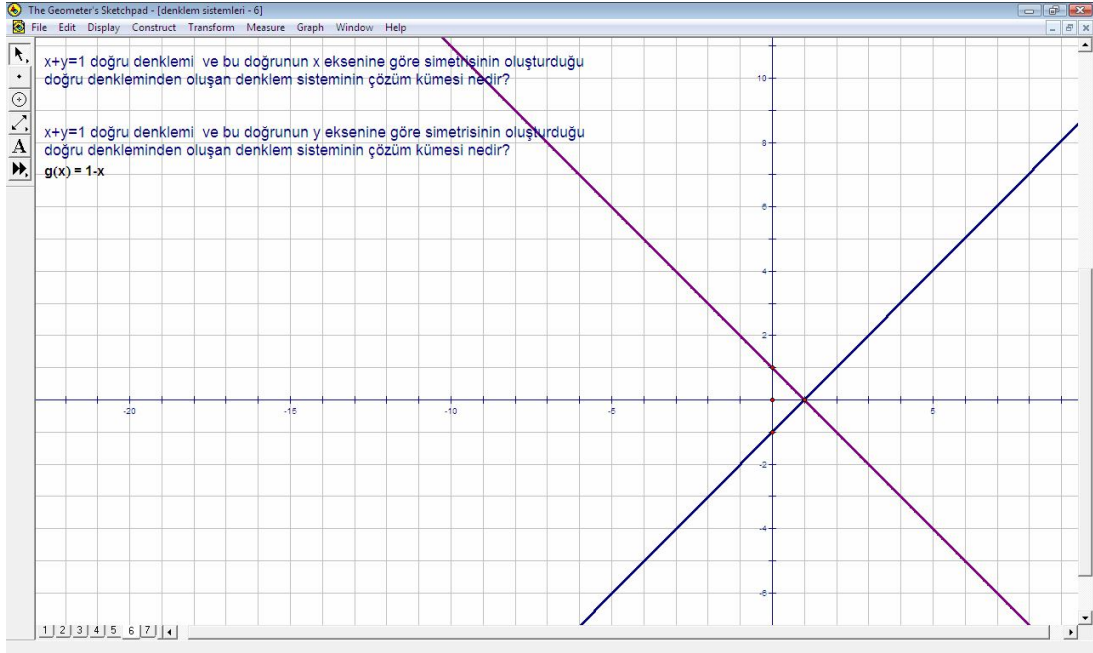 The Geometer's Sketchpad - [denklem sistemleri - 6]
File Edit Display Construct Transform Measure Graph Window Help
x+y=1 doğru denklemi ve bu doğrunun x eksenine göre simetrisinin oluşturduğu
doğru denkleminden oluşan denklem sisteminin çözüm kümesi nedir?
x+y=1 doğru denklemi ve bu doğrunun y eksenine göre simetrisinin oluşturduğu
doğru denkleminden oluşan denklem sisteminin çözüm kümesi nedir?
g(x) = 1-x
A
10
8
6
4
2
-20 -15 -10 -5 5
-2
-4
-6
1 2 3 4 5 6 7